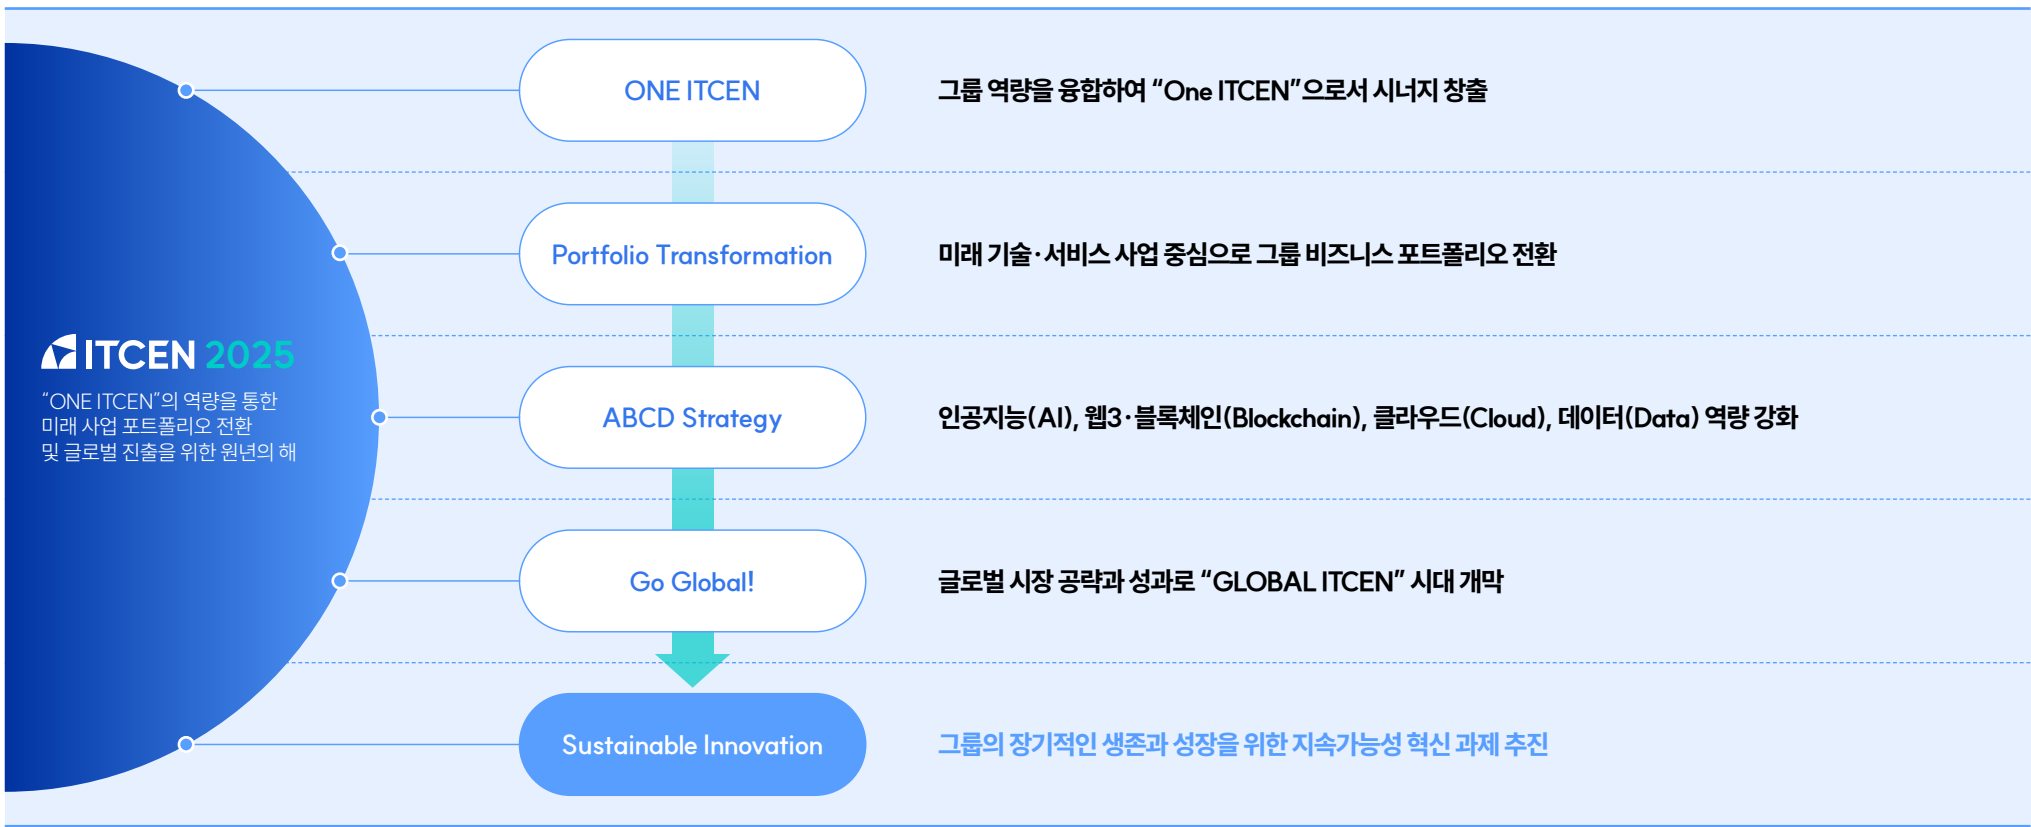 ITCEN 2025
“ONE ITCEN”의 역량을 통한
미래 사업 포트폴리오 전환
및 글로벌 진출을 위한 원년의 해
ONE ITCEN
그룹 역량을 융합하여 “One ITCEN”으로서 시너지 창출
Portfolio Transformation
미래 기술·서비스 사업 중심으로 그룹 비즈니스 포트폴리오 전환
ABCD Strategy
인공지능(AI), 웹3·블록체인(Blockchain), 클라우드(Cloud), 데이터(Data) 역량 강화
Go Global!
글로벌 시장 공략과 성과로 “GLOBAL ITCEN” 시대 개막
Sustainable Innovation
그룹의 장기적인 생존과 성장을 위한 지속가능성 혁신 과제 추진